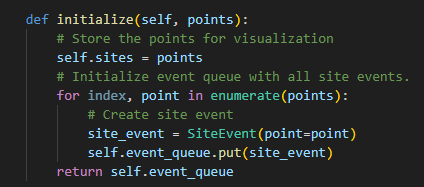 def initialize(self, points):
    # Store the points for visualization
    self.sites = points
    # Initialize event queue with all site events.
    for index, point in enumerate(points):
        # Create site event
        site_event = SiteEvent(point=point)
        self.event_queue.put(site_event)
    return self.event_queue